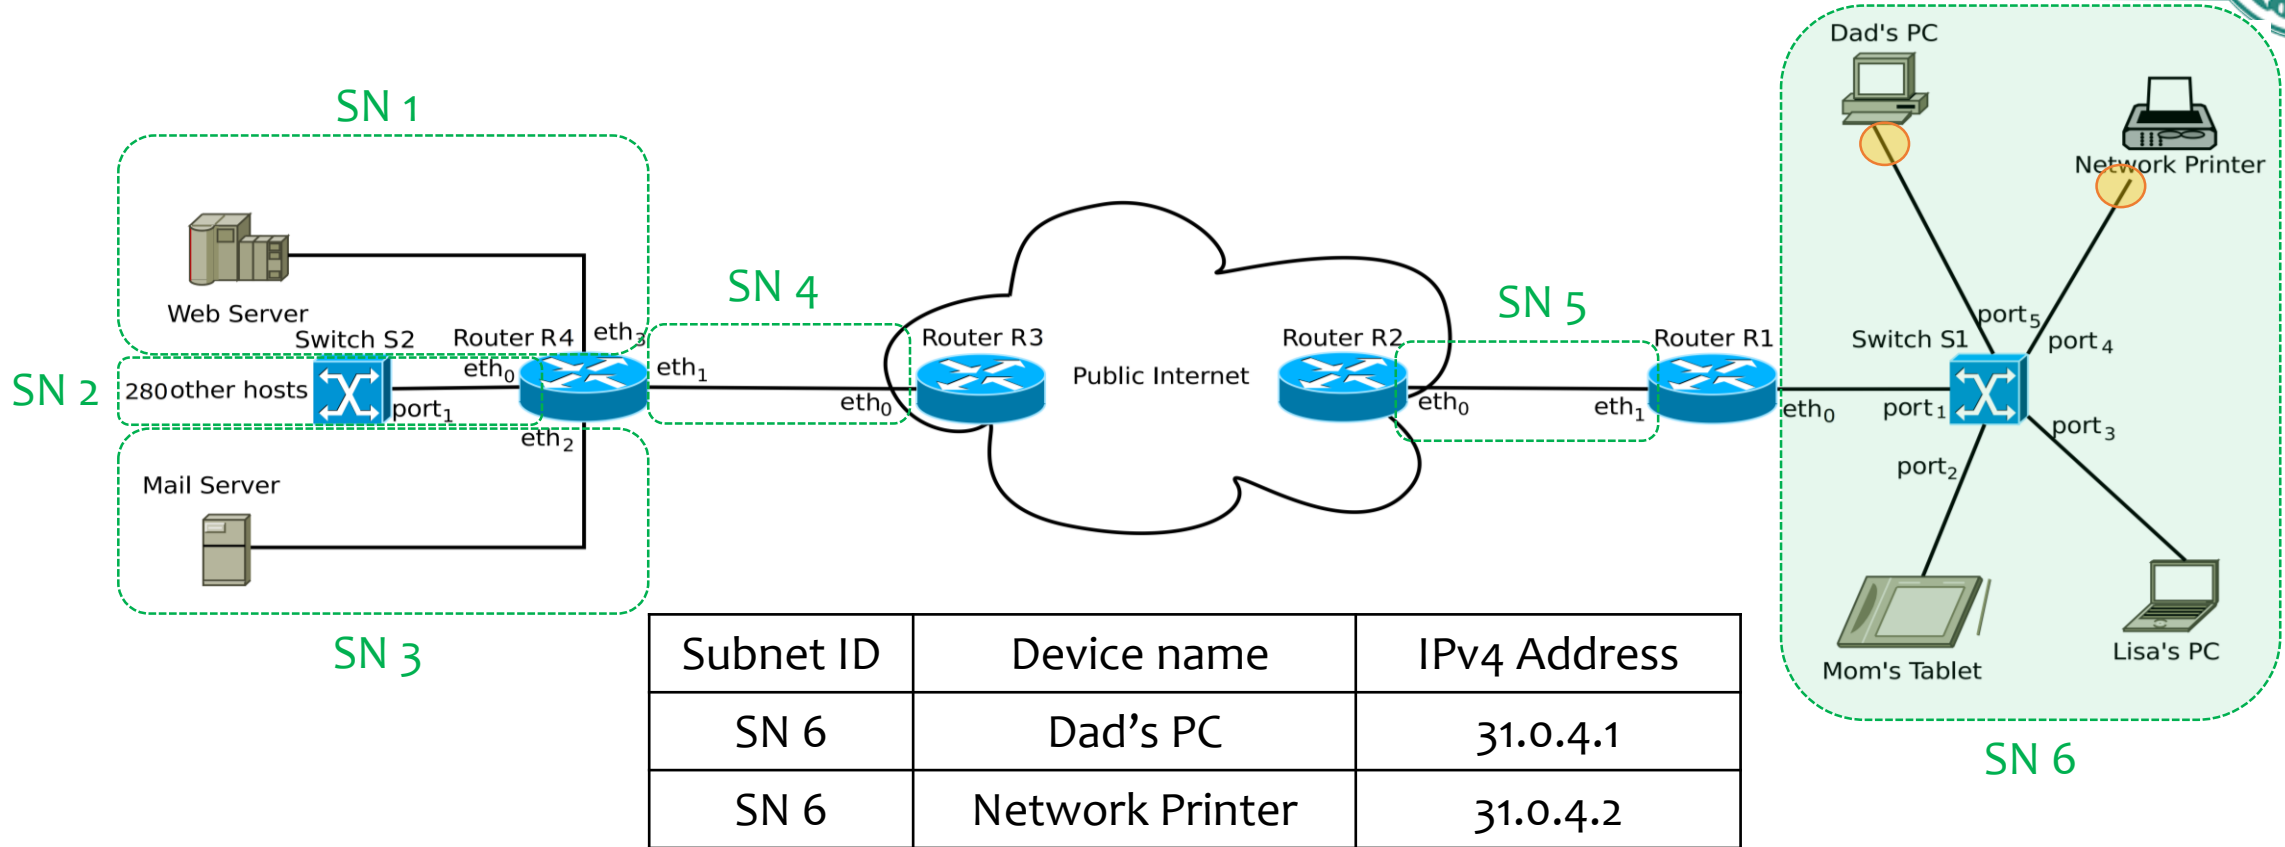 Dad's PC
Network Printer
SN 1
Web Server
Switch S2
Router R4
eth3
SN 4
SN 5
Router R3
Router R2
Router R1
Switch S1
port5
port4
SN 2
280 other hosts
port1
eth0
eth1
eth0
Public Internet
eth0
eth1
eth0
port1
port3
port2
eth2
Mail Server
SN 3
Mom's Tablet
Lisa's PC
SN 6
Subnet ID Device name IPv4 Address
SN 6 Dad’s PC 31.0.4.1
SN 6 Network Printer 31.0.4.2